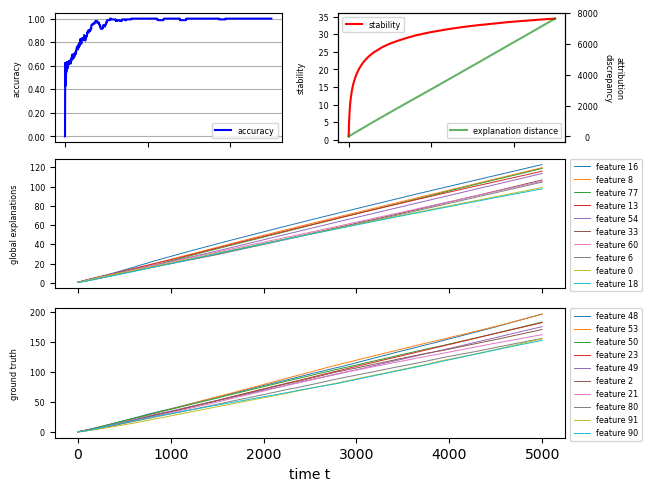 1.00
0.80
0.60
0.40
0.20
0.00
accuracy
accuracy
35
30
25
20
15
10
5
0
stability
stability
explanation distance
8000
6000
4000
2000
0
attribution
discrepancy
120
100
80
60
40
20
0
global explanations
feature 16
feature 8
feature 77
feature 13
feature 54
feature 33
feature 60
feature 6
feature 0
feature 18
200
150
100
50
0
ground truth
feature 48
feature 53
feature 50
feature 23
feature 49
feature 2
feature 21
feature 80
feature 91
feature 90
0 1000 2000 3000 4000 5000
time t